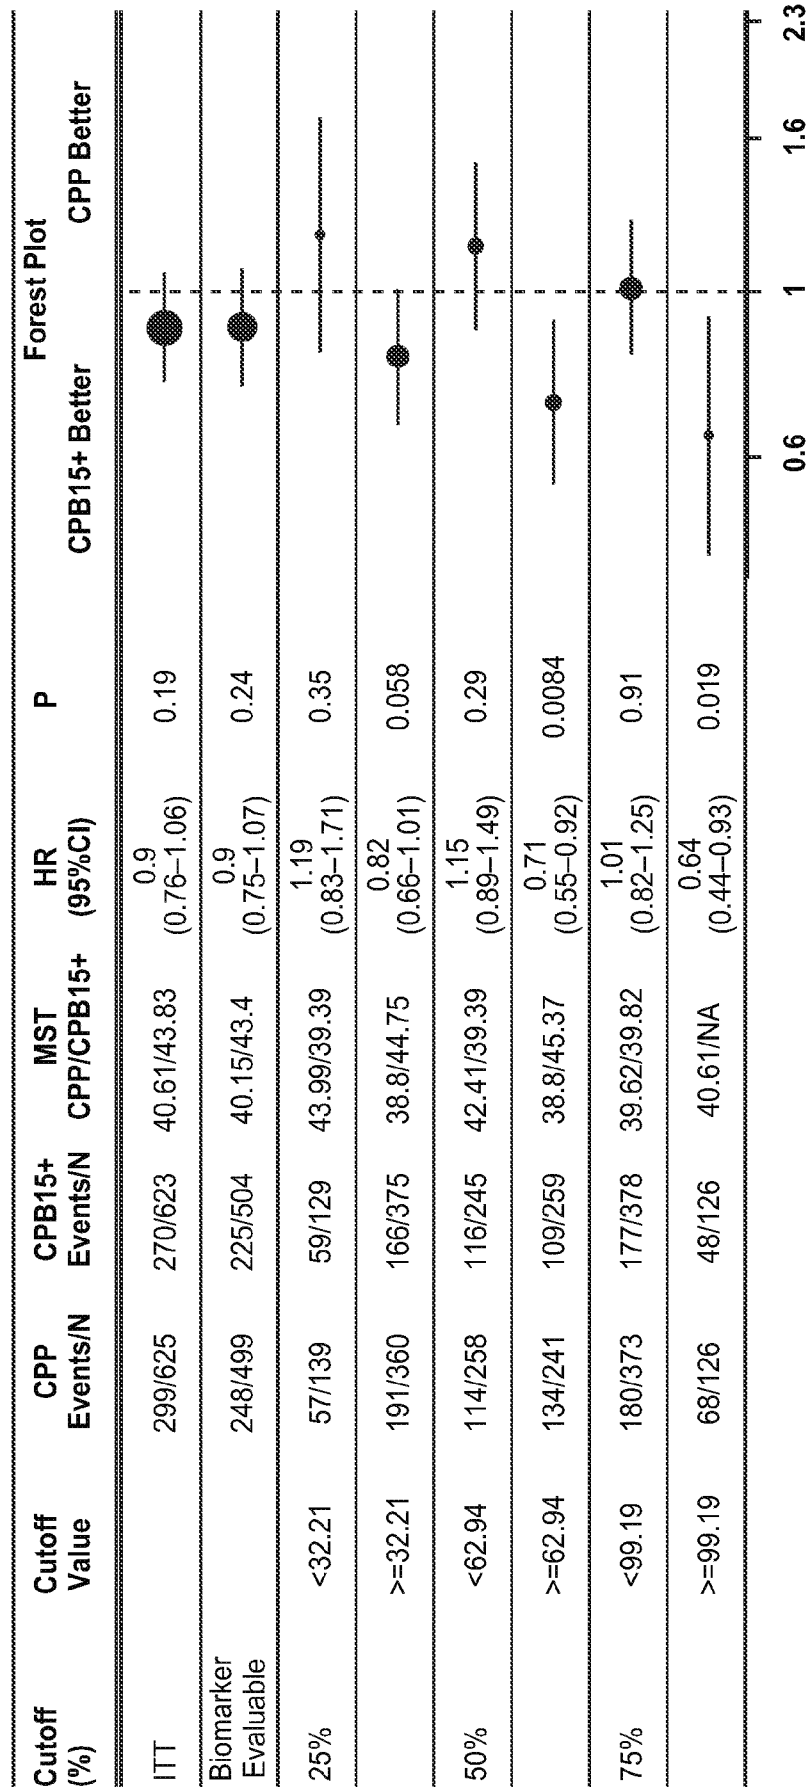 Cutoff (%) Cutoff Value CPP Events/N CPB15+ Events/N MST CPP/CPB15+ HR (95%CI) P Forest Plot
CPB15+ Better CPP Better
ITT 299/625 270/623 40.61/43.83 0.9 (0.76–1.06) 0.19
Biomarker Evaluable 248/499 225/504 40.15/43.4 0.9 (0.75–1.07) 0.24
25% <32.21 57/139 59/129 43.99/39.39 1.19 (0.83–1.71) 0.35
>=32.21 191/360 166/375 38.8/44.75 0.82 (0.66–1.01) 0.058
50% <62.94 114/258 116/245 42.41/39.39 1.15 (0.89–1.49) 0.29
>=62.94 134/241 109/259 38.8/45.37 0.71 (0.55–0.92) 0.0084
75% <99.19 180/373 177/378 39.62/39.82 1.01 (0.82–1.25) 0.91
>=99.19 68/126 48/126 40.61/NA 0.64 (0.44–0.93) 0.019
0.6 1 1.6 2.3